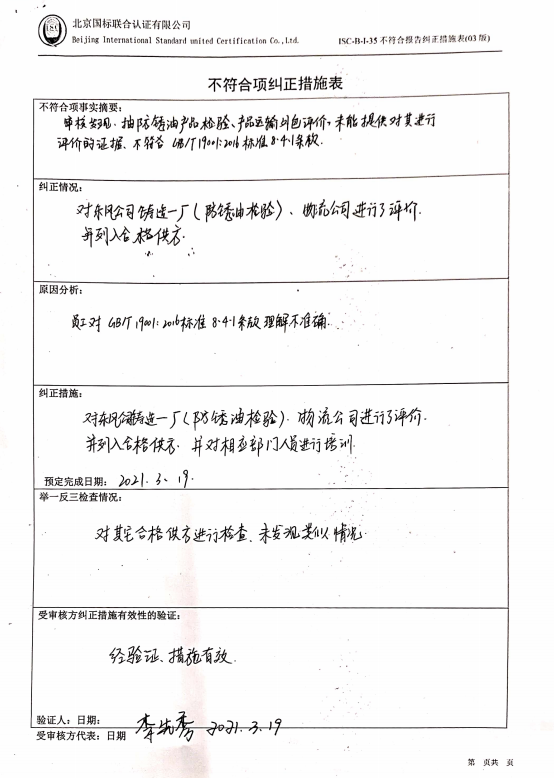 北京国标联合认证有限公司
Beijing International Standard united Certification Co., Ltd.
ISC-B-I-35 不符合报告纠正措施表(03 版)
ISC
不符合项纠正措施表
不符合项事实摘要:
审核发现,抽防锈油产品检验、产品运输外包评价,未能提供对其进行
评价的证据、不符合 GB/T 19001:2016标准 8.4.1条款.
纠正情况:
对东风公司铸造一厂(防锈油检验)、物流公司进行了评价.
并列入合格供方.
原因分析:
员工对 GB/T 19001:2016标准 8.4.1条款 理解不准确.
纠正措施:
对东风公司铸造一厂(防锈油检验).物流公司进行了评价.
并列入合格供方. 并对相应部门人员进行培训
预定完成日期: 2021.3.19.
举一反三检查情况:
对其它合格供方进行检查、未发现类似情况.
受审核方纠正措施有效性的验证:
经验证、措施有效.
验证人: 日期:
受审核方代表: 日期 2021.3.19
第 页共 页